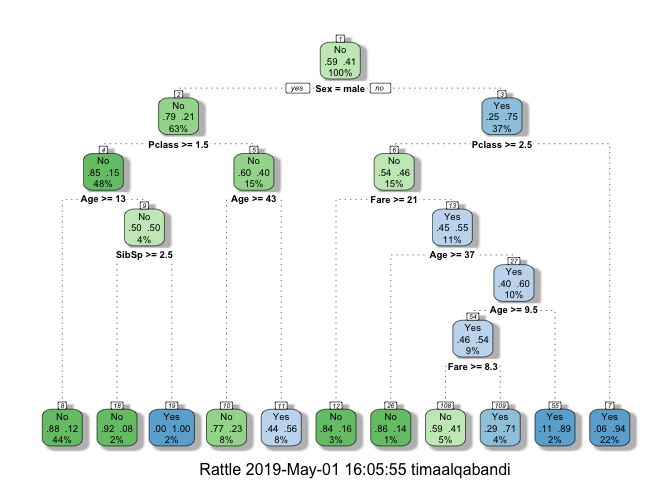 1
No
.59 .41
100%
yes Sex = male no
2
No
.79 .21
63%
Pclass >= 1.5
3
Yes
.25 .75
37%
Pclass >= 2.5
4
No
.85 .15
48%
Age >= 13
5
No
.60 .40
15%
Age >= 43
6
No
.54 .46
15%
Fare >= 21
9
No
.50 .50
4%
SibSp >= 2.5
13
Yes
.45 .55
11%
Age >= 37
27
Yes
.40 .60
10%
Age >= 9.5
54
Yes
.46 .54
9%
Fare >= 8.3
8
No
.88 .12
44%
18
No
.92 .08
2%
19
Yes
.00 1.00
2%
10
No
.77 .23
8%
11
Yes
.44 .56
8%
12
No
.84 .16
3%
26
No
.86 .14
1%
108
No
.59 .41
5%
109
Yes
.29 .71
4%
55
Yes
.11 .89
2%
7
Yes
.06 .94
22%
Rattle 2019-May-01 16:05:55 timaalqabandi